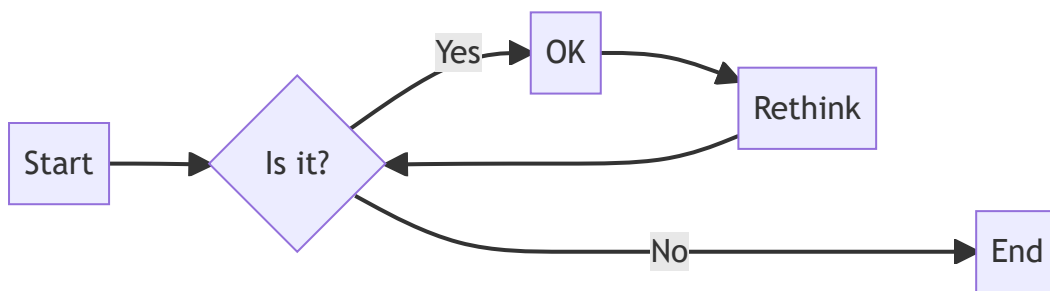 Yes
OK
Rethink
Start
Is it?
No
End